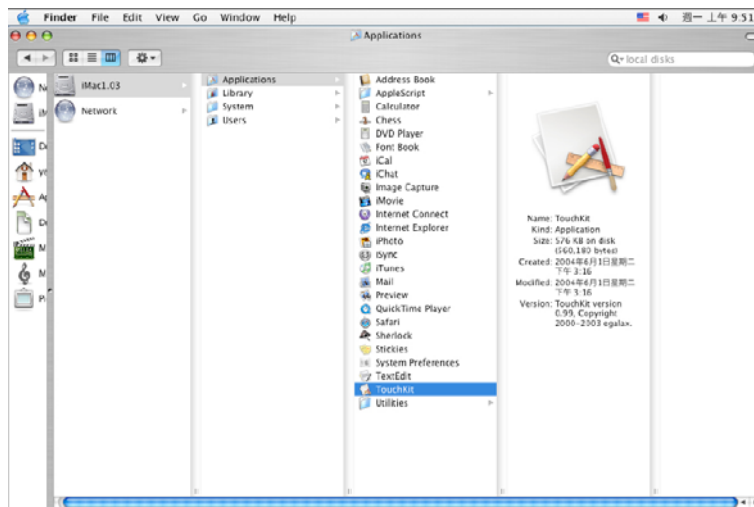 Finder File Edit View Go Window Help 週一 上午 9:51
Applications
local disks
iMac1.03
Network
Applications
Library
System
Users
Address Book
AppleScript
Calculator
Chess
DVD Player
Font Book
iCal
iChat
Image Capture
iMovie
Internet Connect
Internet Explorer
iPhoto
iSync
iTunes
Mail
Preview
QuickTime Player
Safari
Sherlock
Stickies
System Preferences
TextEdit
TouchKit
Utilities
Name: TouchKit
Kind: Application
Size: 576 KB on disk
(560,180 bytes)
Created: 2004年6月1日星期二
下午 3:16
Modified: 2004年6月1日星期二
下午 3:16
Version: TouchKit version
0.99, Copyright
2000-2003 egalax.